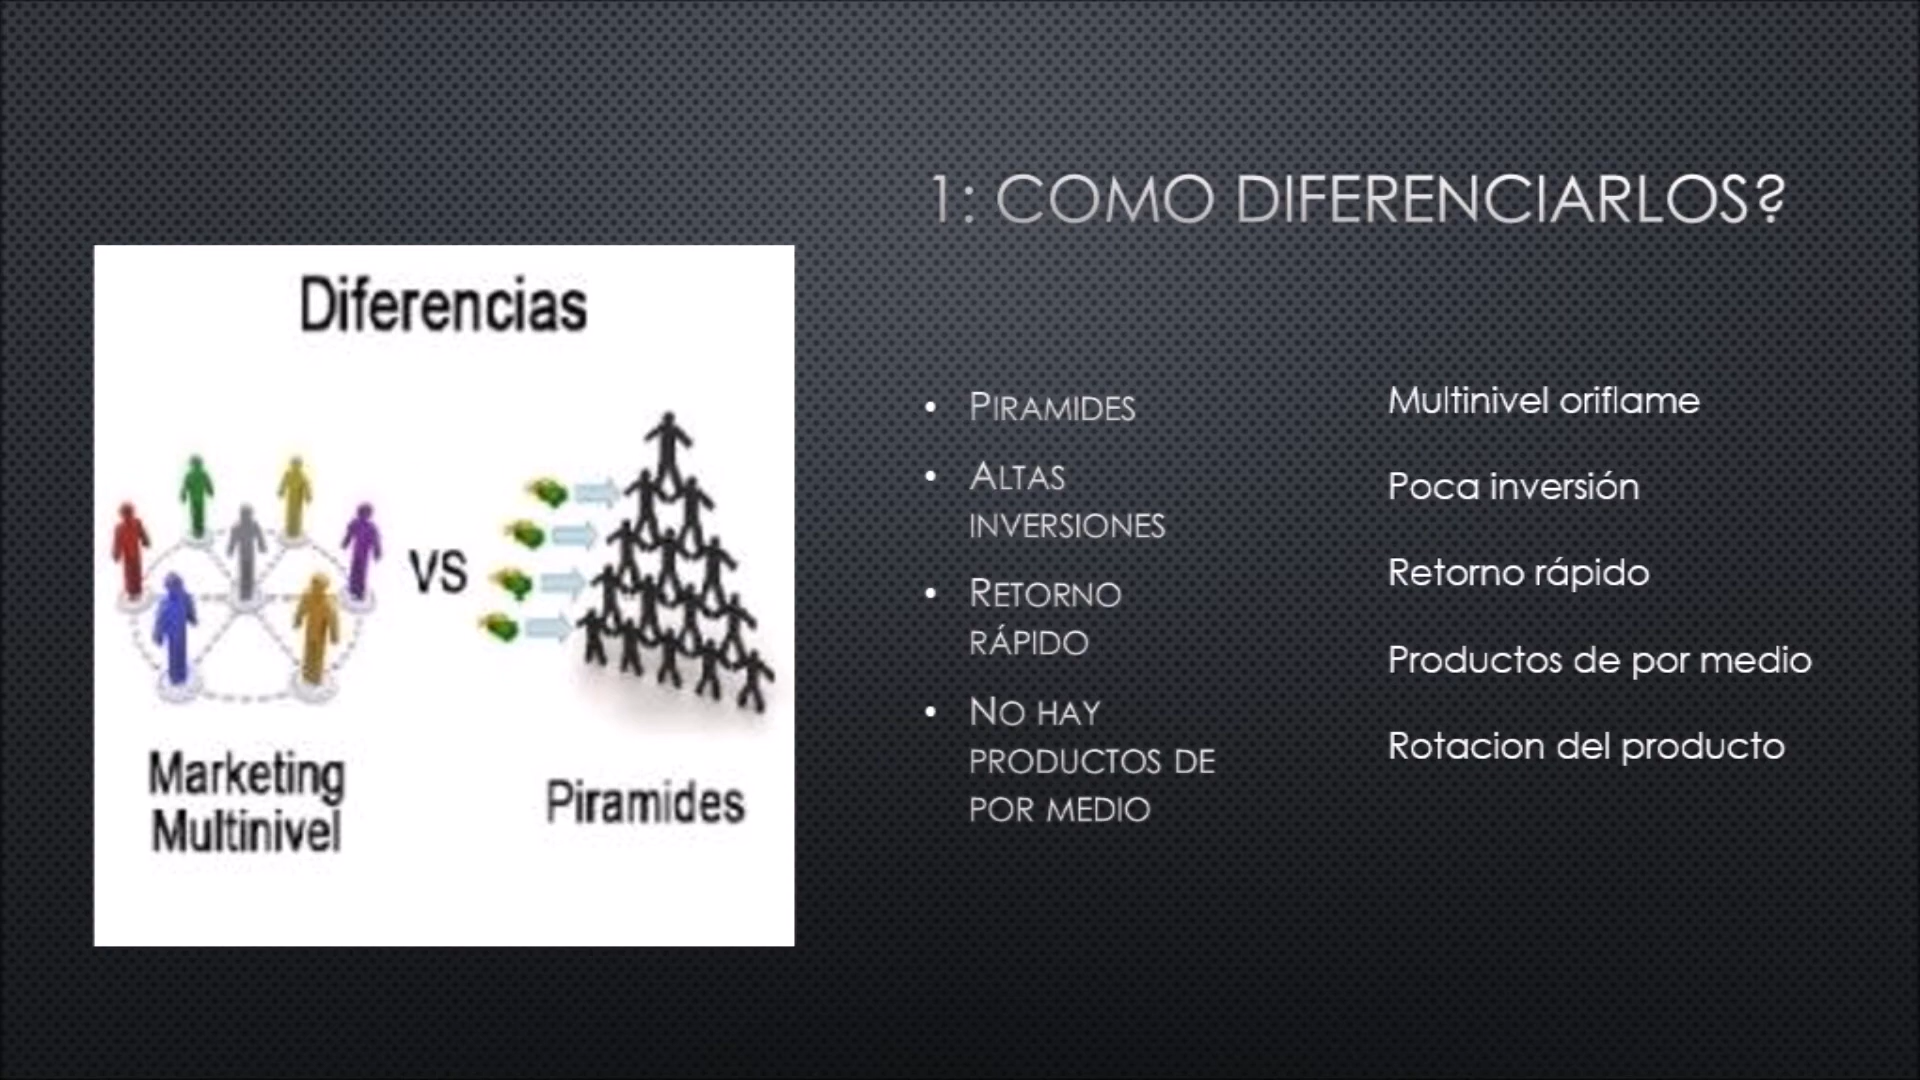 1: COMO DIFERENCIARLOS?
Diferencias
VS
Marketing
Multinivel
Piramides
• PIRAMIDES
• ALTAS
INVERSIONES
• RETORNO
RÁPIDO
• NO HAY
PRODUCTOS DE
POR MEDIO
Multinivel oriflame
Poca inversión
Retorno rápido
Productos de por medio
Rotacion del producto